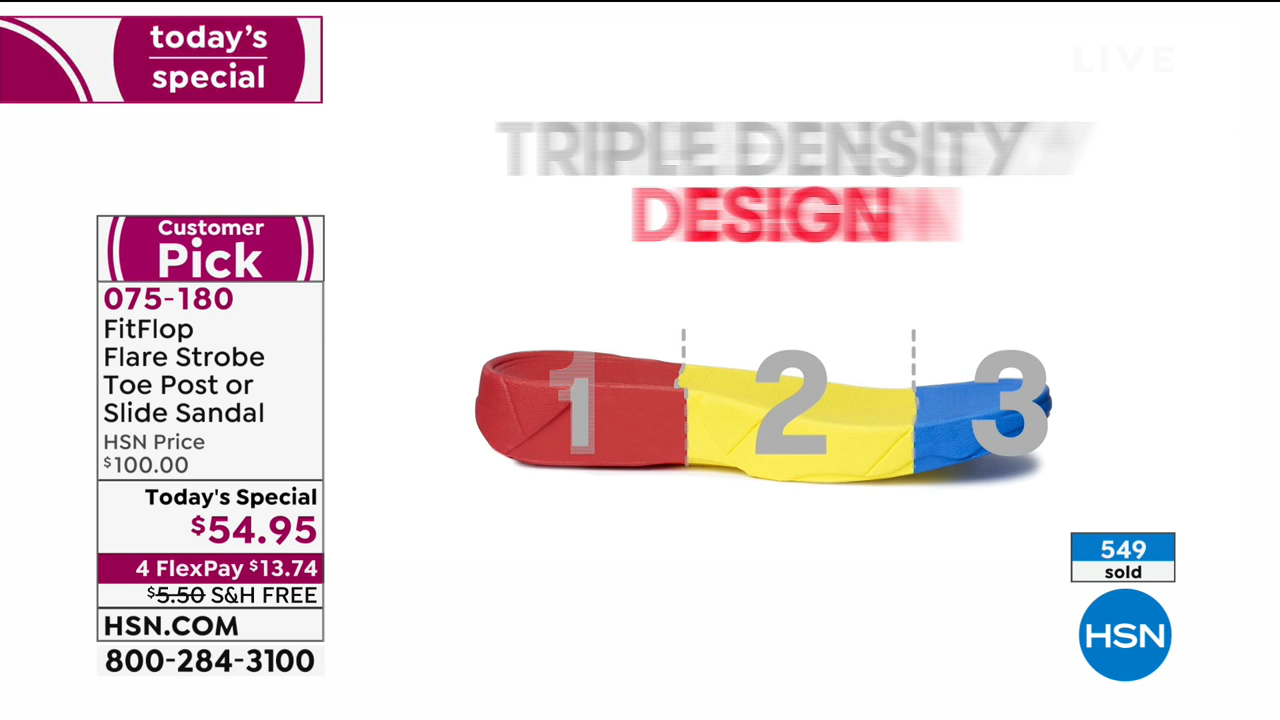 today's
special
LIVE
TRIPLE DENSITY
DESIGN
1 2 3
Customer
Pick
075-180
FitFlop
Flare Strobe
Toe Post or
Slide Sandal
HSN Price
$100.00
Today's Special
$54.95
4 FlexPay $13.74
$5.50 S&H FREE
HSN.COM
800-284-3100
549
sold
HSN